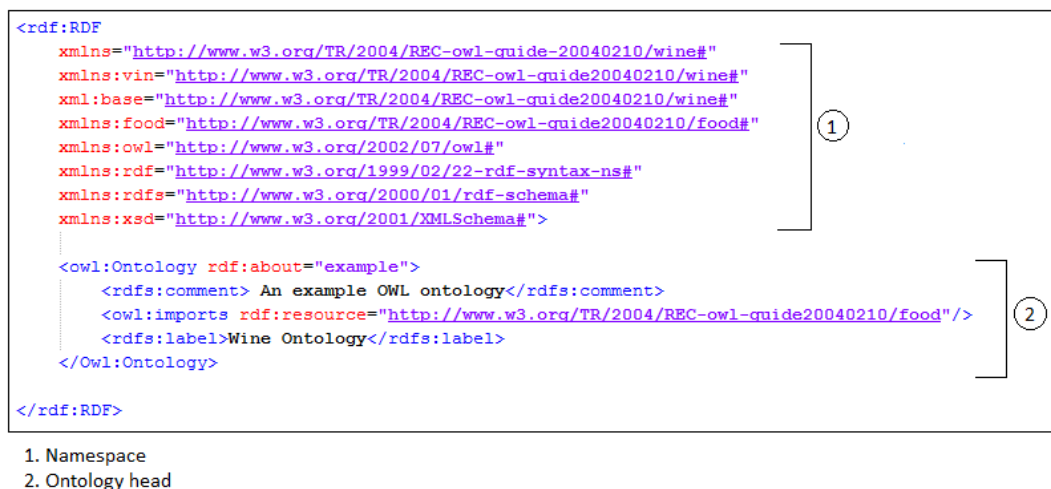 <rdf:RDF
xmlns="http://www.w3.org/TR/2004/REC-owl-guide-20040210/wine#"
xmlns:vin="http://www.w3.org/TR/2004/REC-owl-guide20040210/wine#"
xml:base="http://www.w3.org/TR/2004/REC-owl-guide20040210/wine#"
xmlns:food="http://www.w3.org/TR/2004/REC-owl-guide20040210/food#"
xmlns:owl="http://www.w3.org/2002/07/owl#"
xmlns:rdf="http://www.w3.org/1999/02/22-rdf-syntax-ns#"
xmlns:rdfs="http://www.w3.org/2000/01/rdf-schema#"
xmlns:xsd="http://www.w3.org/2001/XMLSchema#">
1
<owl:Ontology rdf:about="example">
<rdfs:comment> An example OWL ontology</rdfs:comment>
<owl:imports rdf:resource="http://www.w3.org/TR/2004/REC-owl-guide20040210/food"/>
<rdfs:label>Wine Ontology</rdfs:label>
</Owl:Ontology>
2
</rdf:RDF>
1. Namespace
2. Ontology head